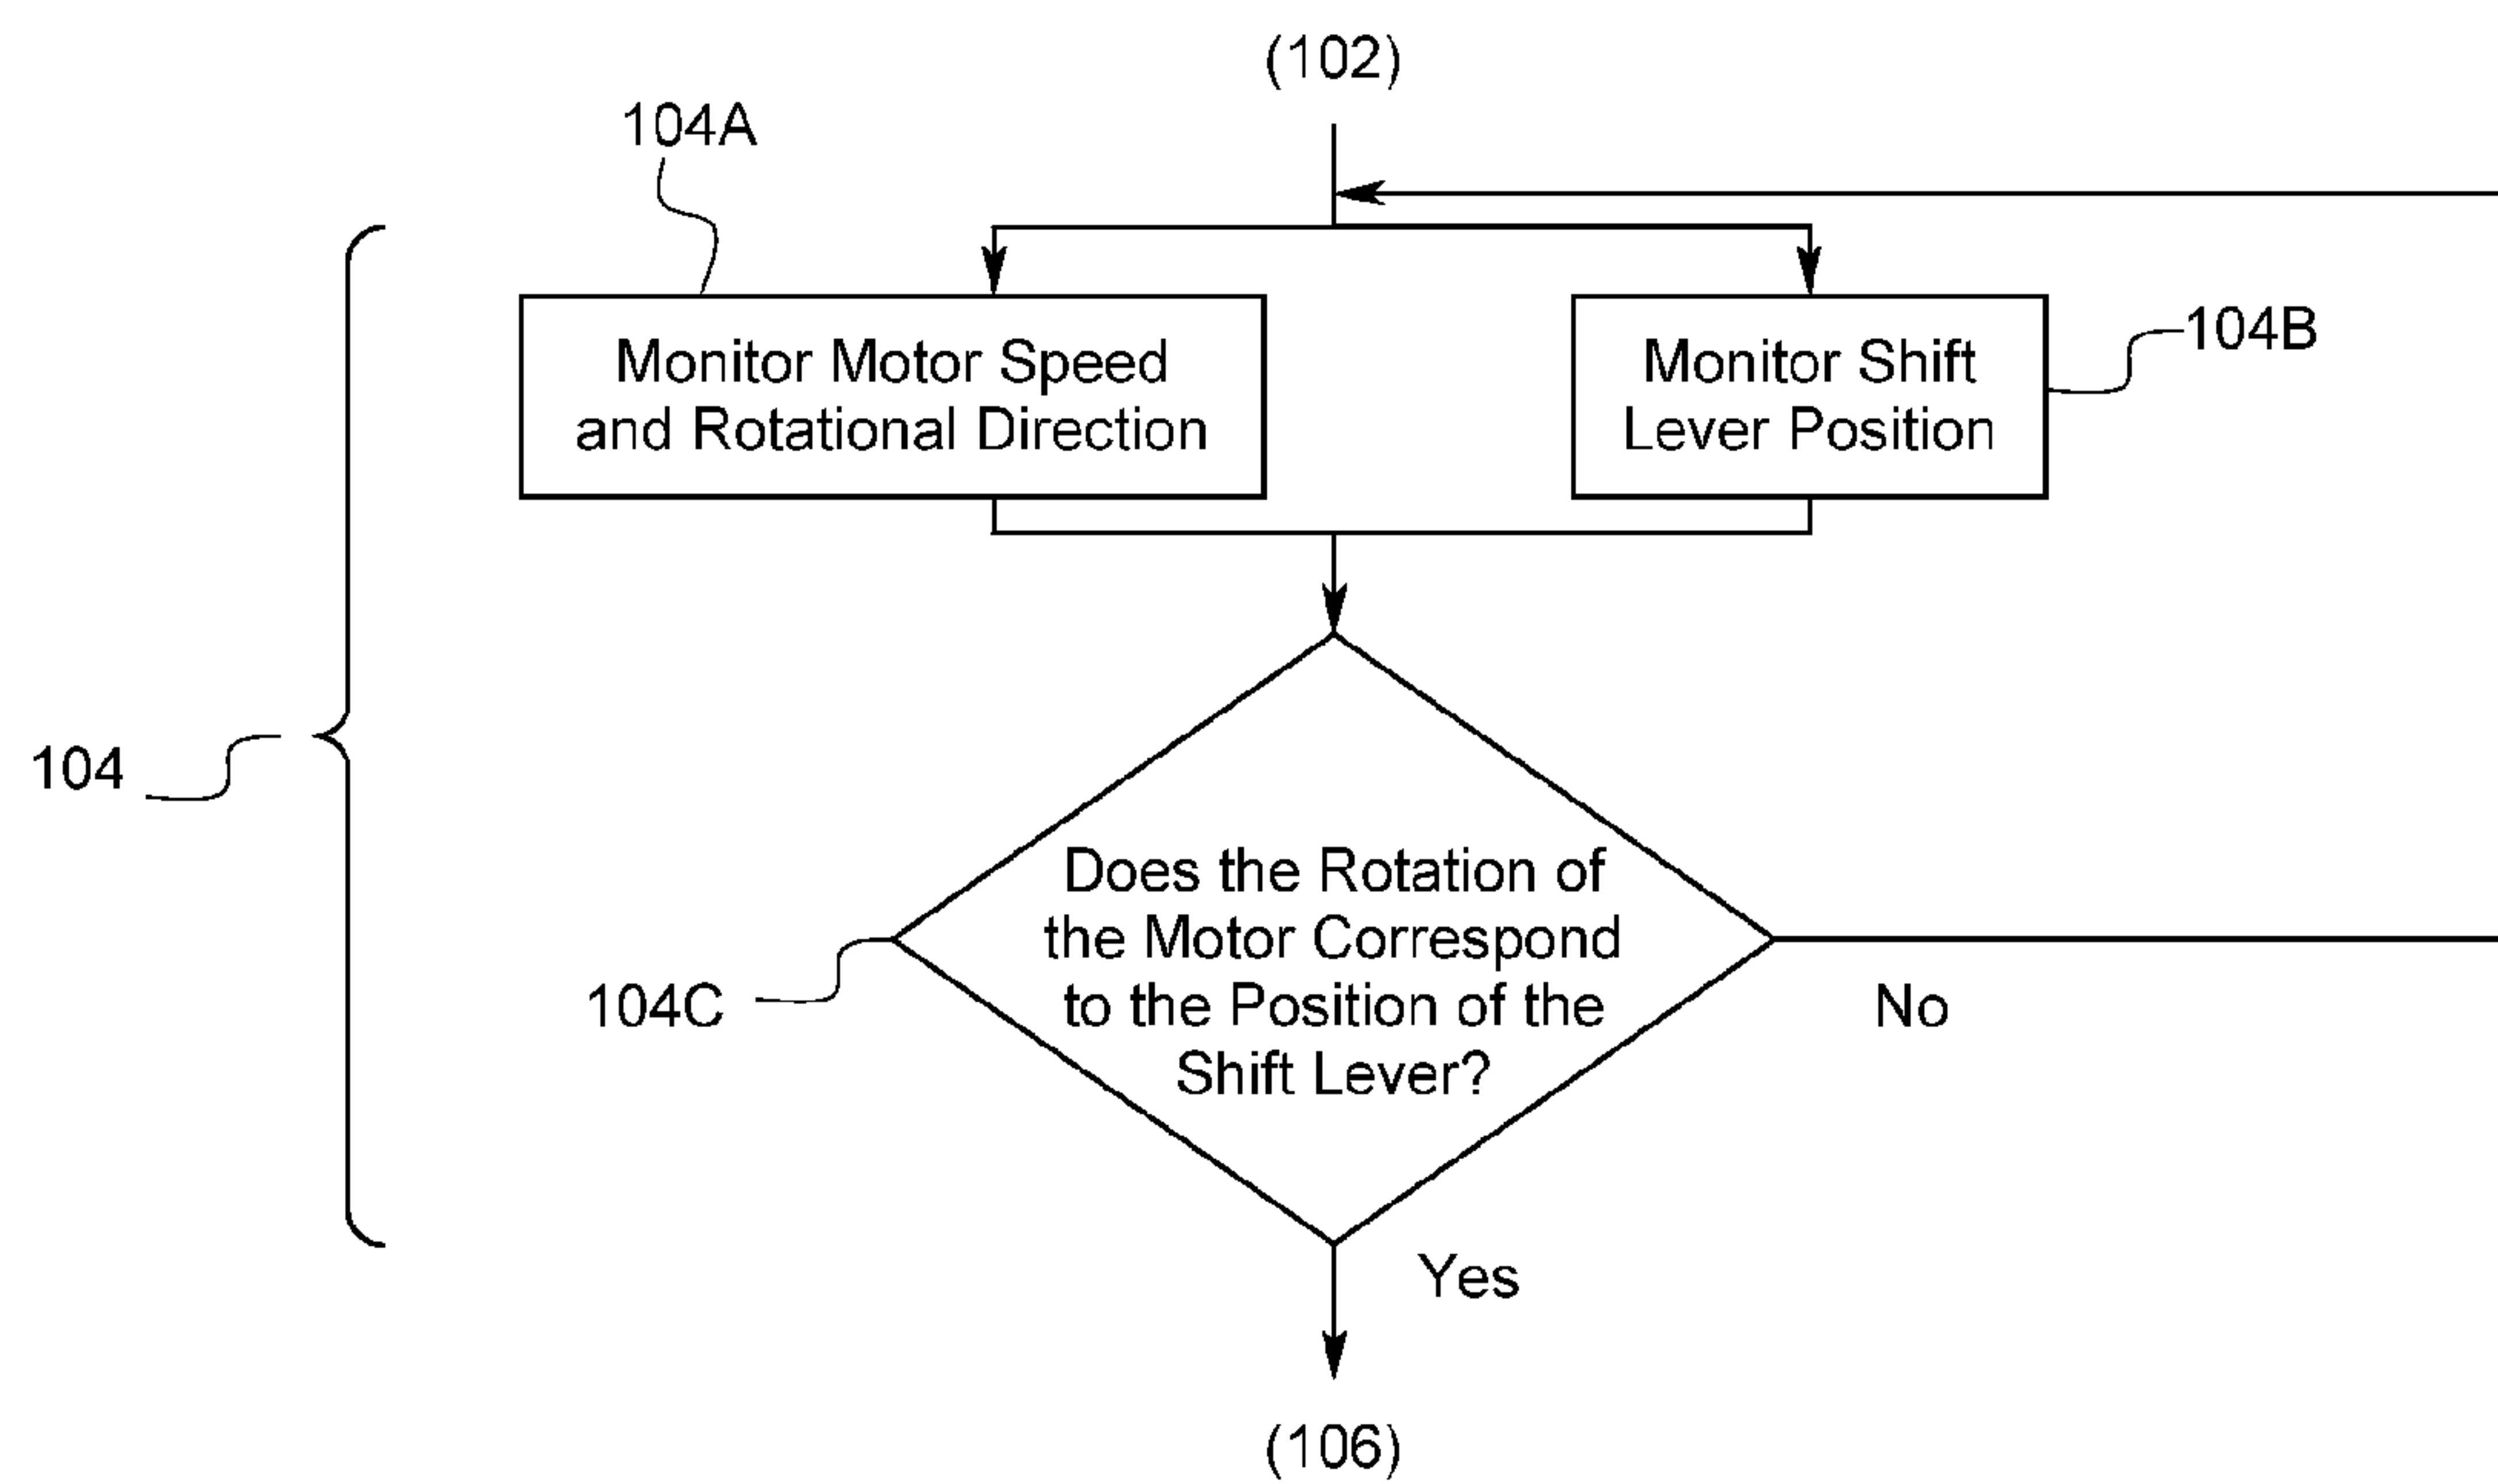 (102)
104A
Monitor Motor Speed
and Rotational Direction
Monitor Shift
Lever Position
104B
104
Does the Rotation of
the Motor Correspond
to the Position of the
Shift Lever?
104C
No
Yes
(106)